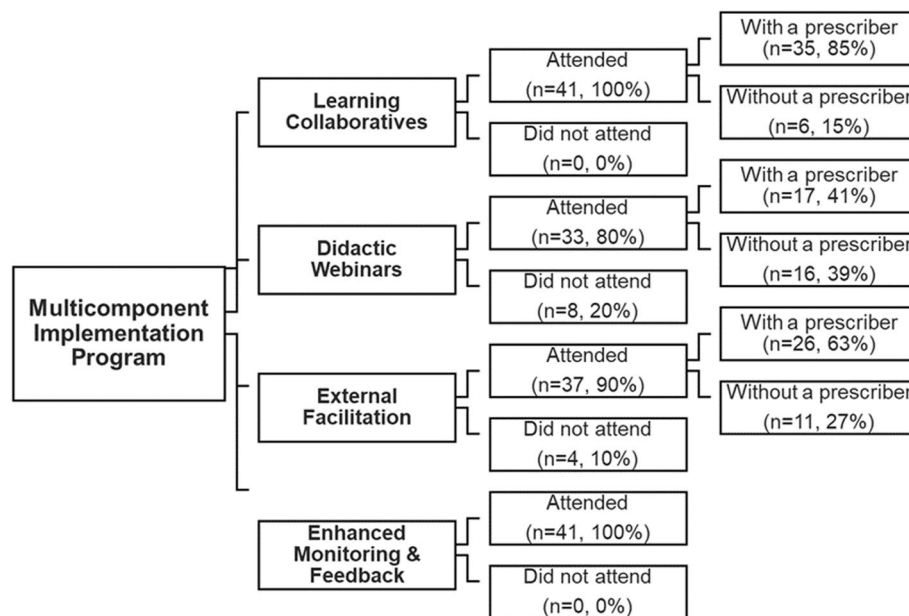 Multicomponent
Implementation
Program
Learning
Collaboratives
Attended
(n=41, 100%)
With a prescriber
(n=35, 85%)
Without a prescriber
(n=6, 15%)
Did not attend
(n=0, 0%)
Didactic
Webinars
Attended
(n=33, 80%)
With a prescriber
(n=17, 41%)
Without a prescriber
(n=16, 39%)
Did not attend
(n=8, 20%)
External
Facilitation
Attended
(n=37, 90%)
With a prescriber
(n=26, 63%)
Without a prescriber
(n=11, 27%)
Did not attend
(n=4, 10%)
Enhanced
Monitoring &
Feedback
Attended
(n=41, 100%)
Did not attend
(n=0, 0%)